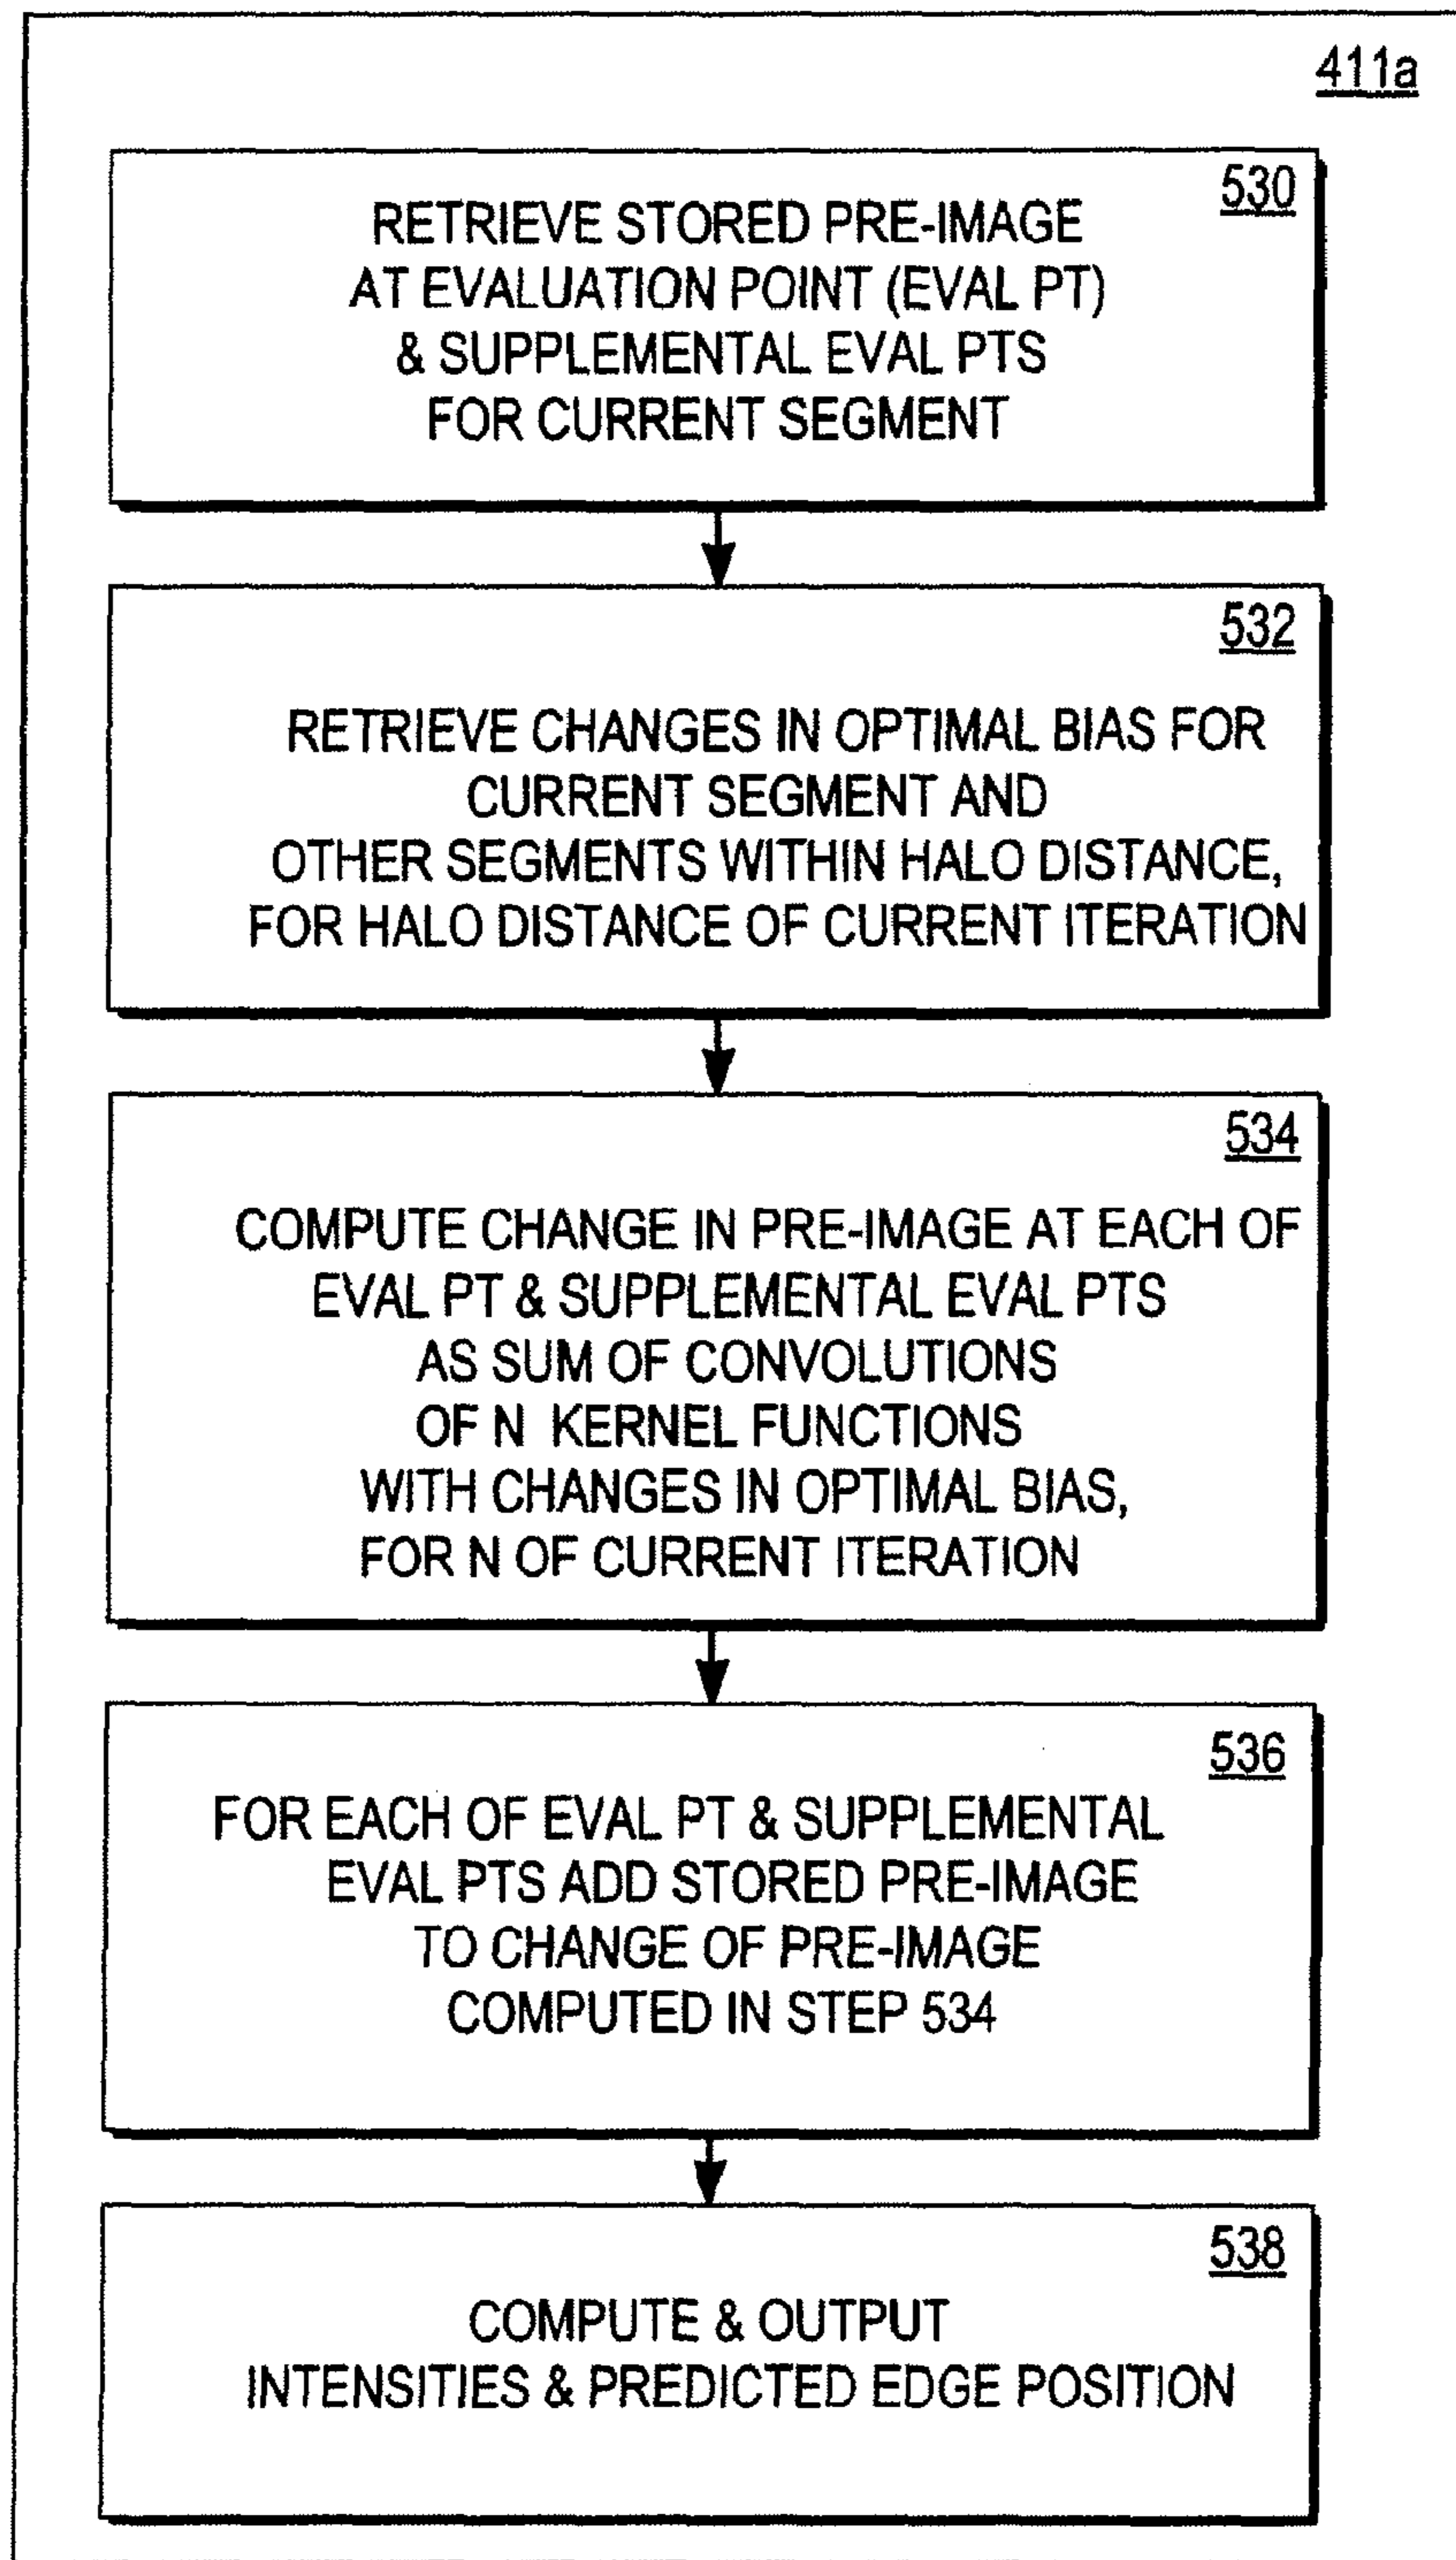 411a
530
RETRIEVE STORED PRE-IMAGE
AT EVALUATION POINT (EVAL PT)
& SUPPLEMENTAL EVAL PTS
FOR CURRENT SEGMENT
532
RETRIEVE CHANGES IN OPTIMAL BIAS FOR
CURRENT SEGMENT AND
OTHER SEGMENTS WITHIN HALO DISTANCE,
FOR HALO DISTANCE OF CURRENT ITERATION
534
COMPUTE CHANGE IN PRE-IMAGE AT EACH OF
EVAL PT & SUPPLEMENTAL EVAL PTS
AS SUM OF CONVOLUTIONS
OF N KERNEL FUNCTIONS
WITH CHANGES IN OPTIMAL BIAS,
FOR N OF CURRENT ITERATION
536
FOR EACH OF EVAL PT & SUPPLEMENTAL
EVAL PTS ADD STORED PRE-IMAGE
TO CHANGE OF PRE-IMAGE
COMPUTED IN STEP 534
538
COMPUTE & OUTPUT
INTENSITIES & PREDICTED EDGE POSITION